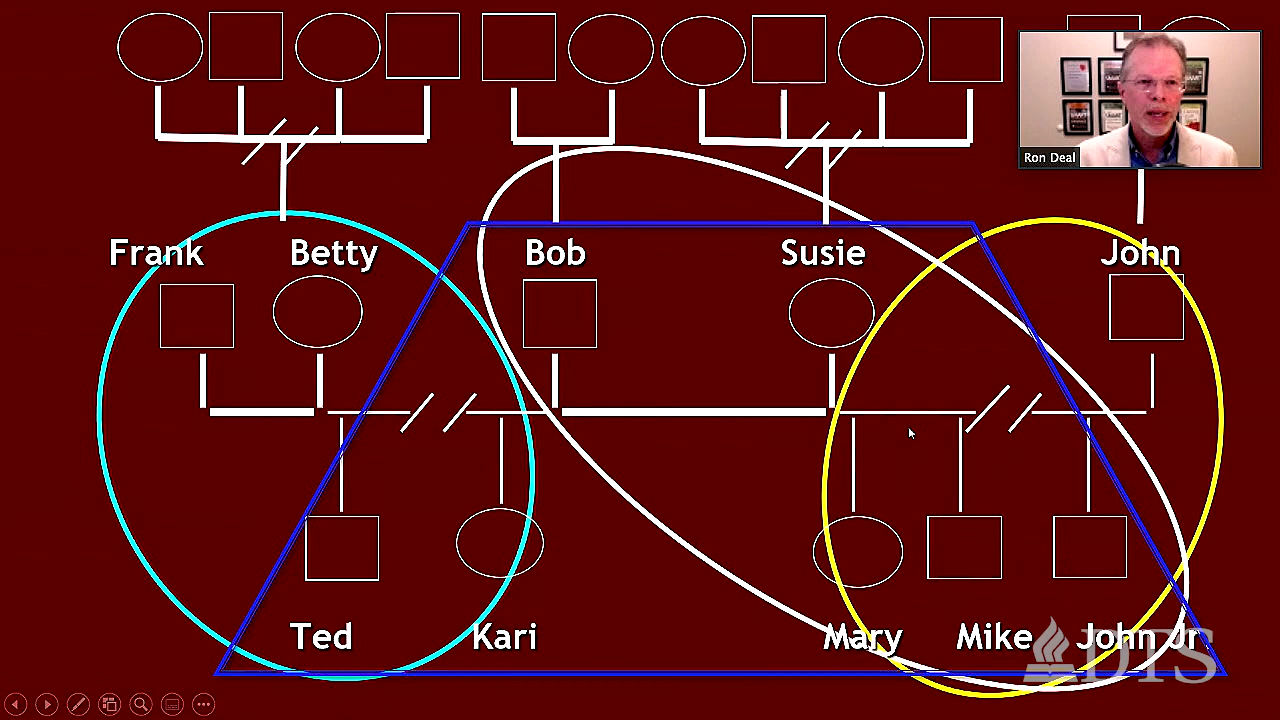 Ron Deal
Frank Betty Bob Susie John
Ted Kari Mary Mike John Jr
DTS